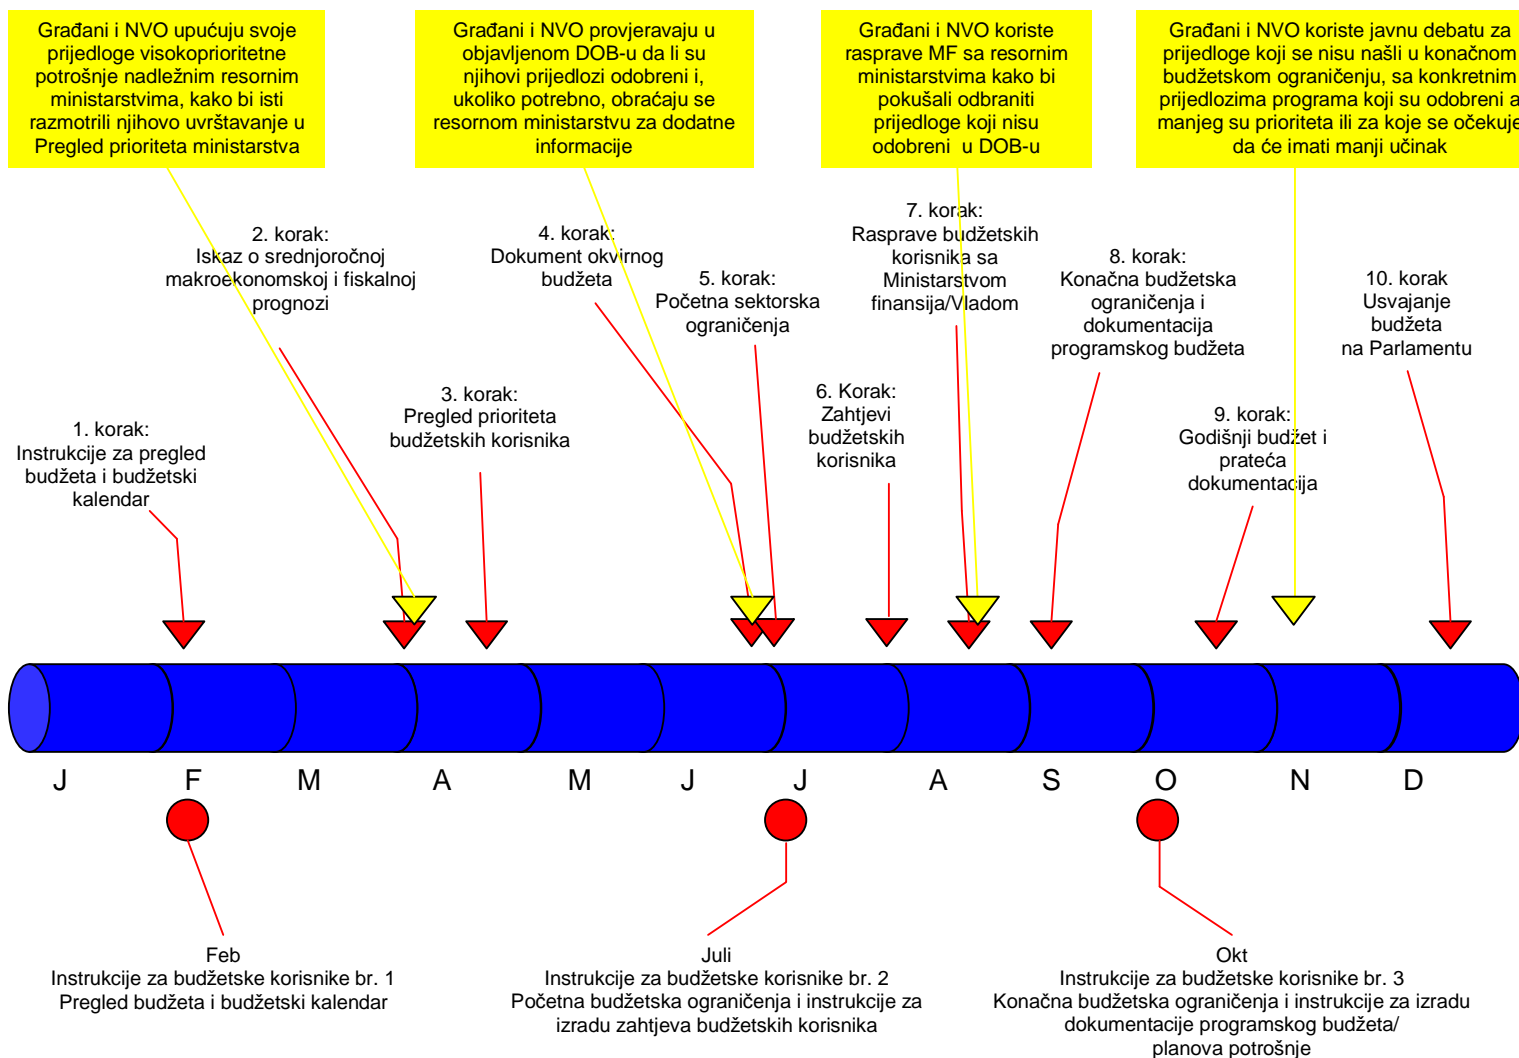 Građani i NVO upućuju svoje
prijedloge visokoprioritetne
potrošnje nadležnim resornim
ministarstvima, kako bi isti
razmotrili njihovo uvrštavanje u
Pregled prioriteta ministarstva
Građani i NVO provjeravaju u
objavljenom DOB-u da li su
njihovi prijedlozi odobreni i,
ukoliko potrebno, obraćaju se
resornom ministarstvu za dodatne
informacije
Građani i NVO koriste
rasprave MF sa resornim
ministarstvima kako bi
pokušali odbraniti
prijedloge koji nisu
odobreni u DOB-u
Građani i NVO koriste javnu debatu za
prijedloge koji se nisu našli u konačnom
budžetskom ograničenju, sa konkretnim
prijedlozima programa koji su odobreni a
manjeg su prioriteta ili za koje se očekuje
da će imati manji učinak
1. korak:
Instrukcije za pregled
budžeta i budžetski
kalendar
2. korak:
Iskaz o srednjoročnoj
makroekonomskoj i fiskalnoj
prognozi
3. korak:
Pregled prioriteta
budžetskih korisnika
4. korak:
Dokument okvirnog
budžeta
5. korak:
Početna sektorska
ograničenja
6. Korak:
Zahtjevi
budžetskih
korisnika
7. korak:
Rasprave budžetskih
korisnika sa
Ministarstvom
finansija/Vladom
8. korak:
Konačna budžetska
ograničenja i
dokumentacija
programskog budžeta
9. korak:
Godišnji budžet i
prateća
dokumentacija
10. korak
Usvajanje
budžeta
na Parlamentu
J F M A M J J A S O N D
Feb
Instrukcije za budžetske korisnike br. 1
Pregled budžeta i budžetski kalendar
Juli
Instrukcije za budžetske korisnike br. 2
Početna budžetska ograničenja i instrukcije za
izradu zahtjeva budžetskih korisnika
Okt
Instrukcije za budžetske korisnike br. 3
Konačna budžetska ograničenja i instrukcije za izradu
dokumentacije programskog budžeta/
planova potrošnje